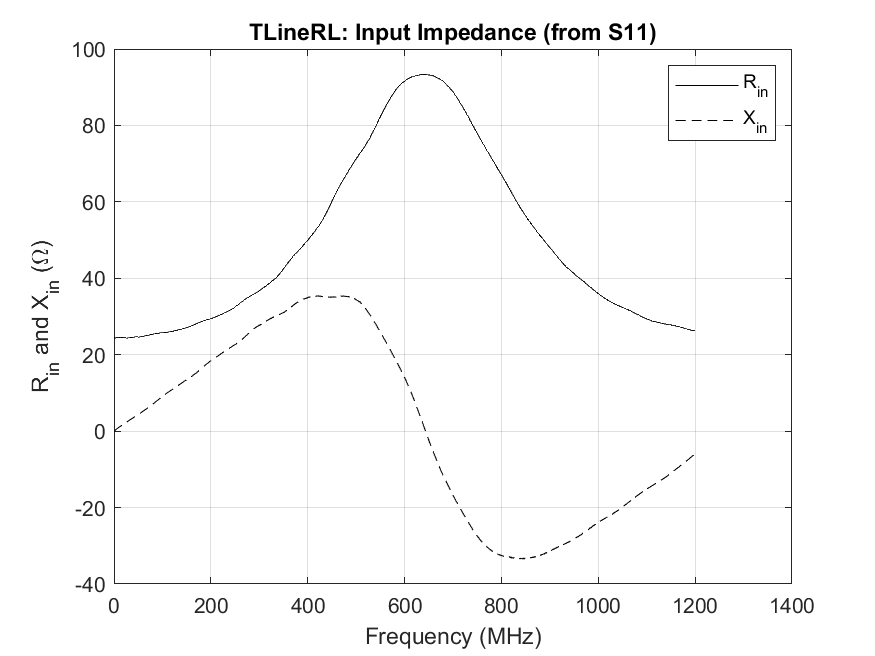 TLineRL: Input Impedance (from S11)
100
80
60
40
20
0
-20
-40
R_in and X_in (Ω)
R_in
X_in
0 200 400 600 800 1000 1200 1400
Frequency (MHz)